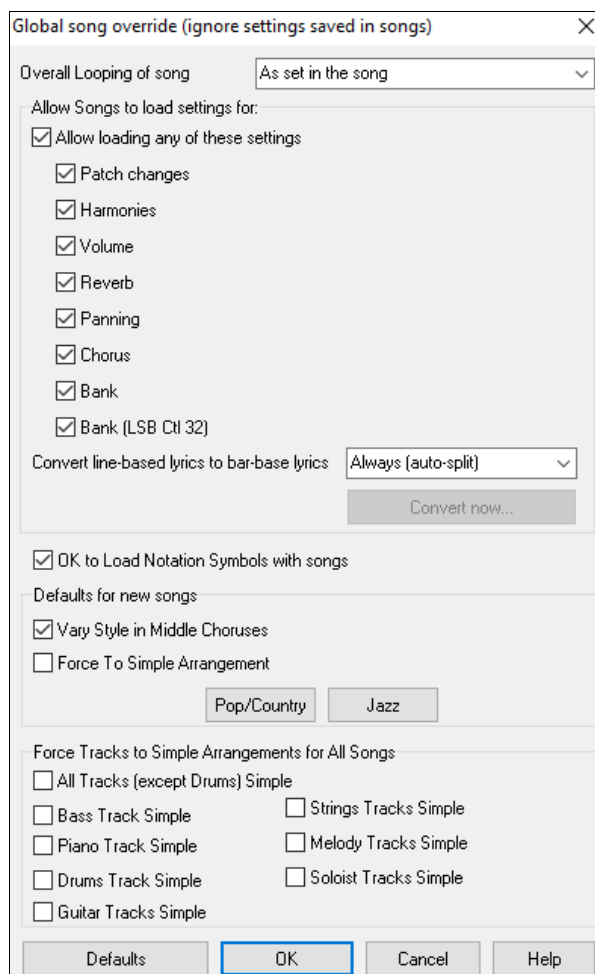 Global song override (ignore settings saved in songs)
Overall Looping of song As set in the song
Allow Songs to load settings for:
Allow loading any of these settings
Patch changes
Harmonies
Volume
Reverb
Panning
Chorus
Bank
Bank (LSB Ctl 32)
Convert line-based lyrics to bar-base lyrics Always (auto-split)
Convert now...
OK to Load Notation Symbols with songs
Defaults for new songs
Vary Style in Middle Choruses
Force To Simple Arrangement
Pop/Country Jazz
Force Tracks to Simple Arrangements for All Songs
All Tracks (except Drums) Simple
Bass Track Simple Strings Tracks Simple
Piano Track Simple Melody Tracks Simple
Drums Track Simple Soloist Tracks Simple
Guitar Tracks Simple
Defaults OK Cancel Help